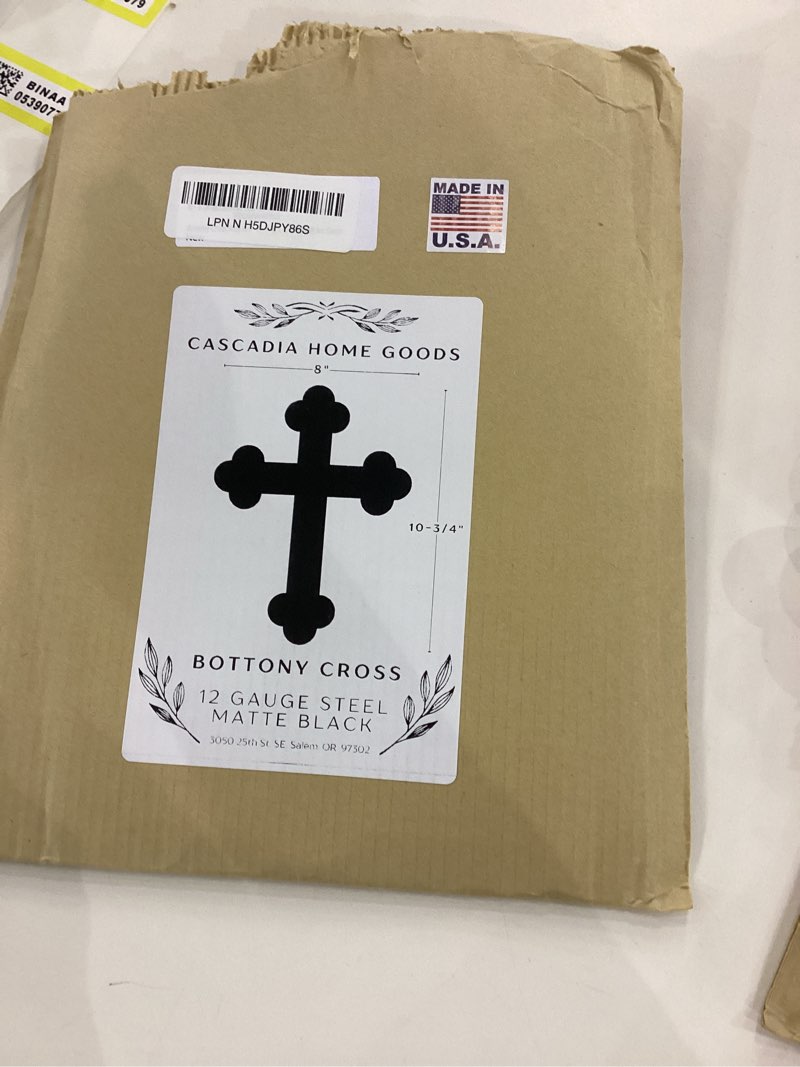 BINAA
LPN N H5DJPY86S
MADE IN
U.S.A.
CASCADIA HOME GOODS
8"
10-3/4"
BOTTONY CROSS
12 GAUGE STEEL
MATTE BLACK
3050 25th St SE Salem OR 97302